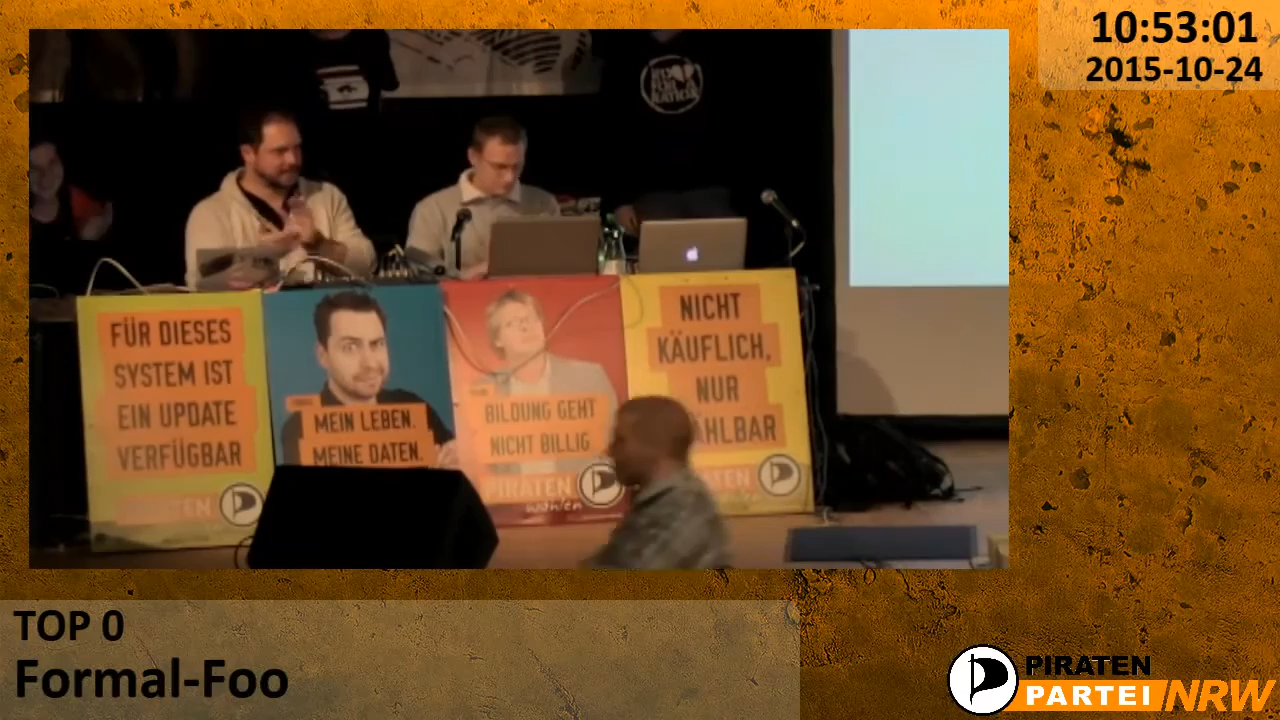 10:53:01
2015-10-24
FÜR DIESES
SYSTEM IST
EIN UPDATE
VERFÜGBAR
MEIN LEBEN.
MEINE DATEN.
BILDUNG GEHT
NICHT BILLIG
PIRATEN
wählen
NICHT
KÄUFLICH,
NUR
TOP 0
Formal-Foo
PIRATEN
PARTEI NRW